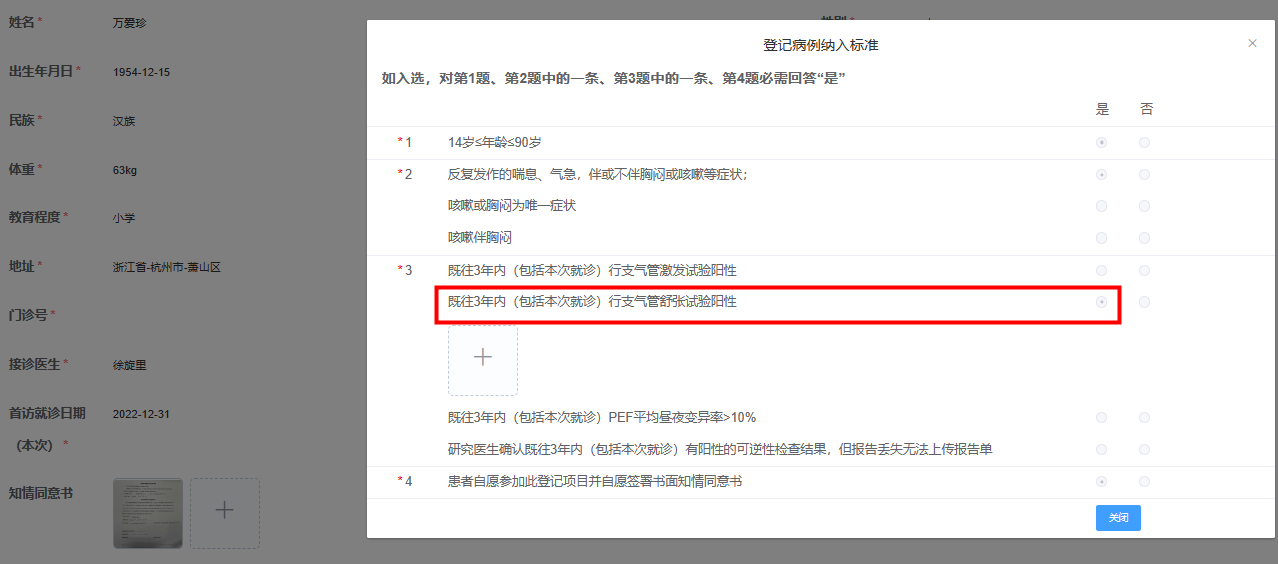 姓名*
万爱珍
出生年月日*
1954-12-15
民族*
汉族
体重*
63kg
教育程度*
小学
地址*
浙江省-杭州市-萧山区
门诊号*
接诊医生*
徐旋里
首访就诊日期
(本次) *
2022-12-31
知情同意书
登记病例纳入标准
如入选，对第1题、第2题中的一条、第3题中的一条、第4题必需回答“是”
是 否
*1 14岁≤年龄≤90岁
*2 反复发作的喘息、气急，伴或不伴胸闷或咳嗽等症状；
咳嗽或胸闷为唯一症状
咳嗽伴胸闷
*3 既往3年内（包括本次就诊）行支气管激发试验阳性
既往3年内（包括本次就诊）行支气管舒张试验阳性
既往3年内（包括本次就诊）PEF平均昼夜变异率>10%
研究医生确认既往3年内（包括本次就诊）有阳性的可逆性检查结果，但报告丢失无法上传报告单
*4 患者自愿参加此登记项目并自愿签署书面知情同意书
关闭